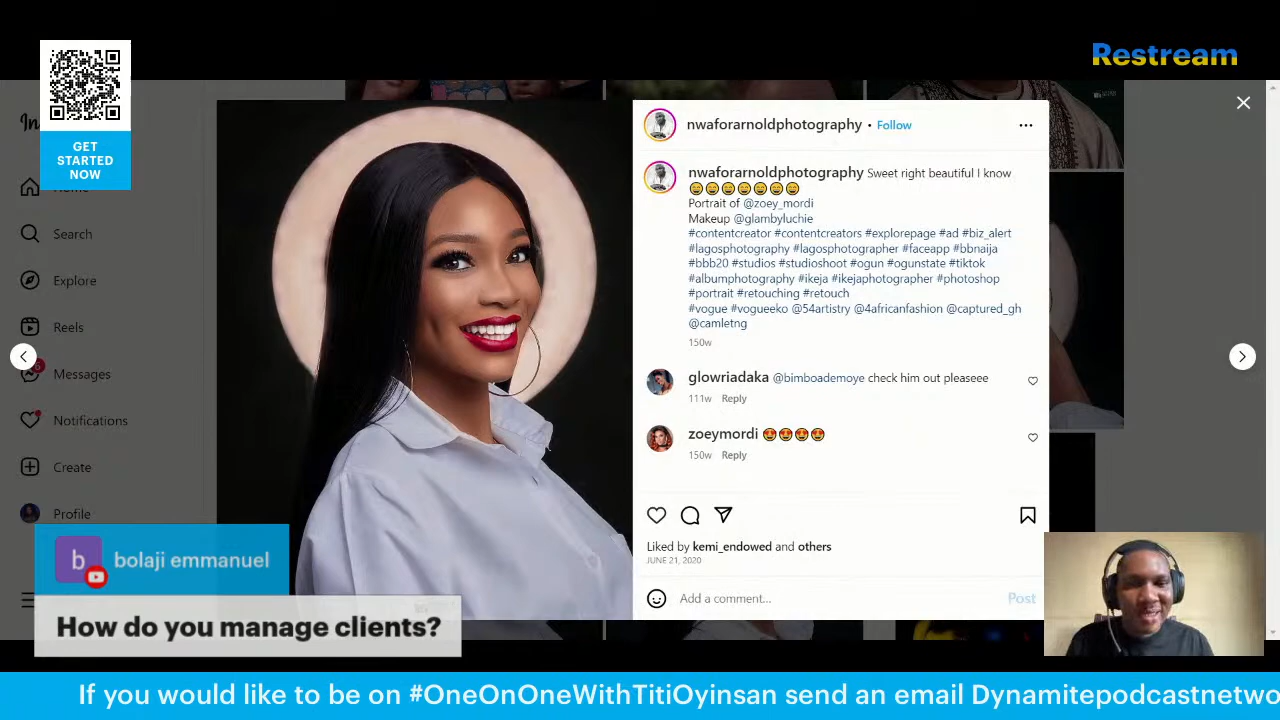 Restream
GET
STARTED
NOW
Search
Explore
Reels
Messages
Notifications
Create
Profile
nwaforarnoldphotography • Follow
nwaforarnoldphotography Sweet right beautiful I know
😄😄😄😄😄😄😄
Portrait of @zoey_mordi
Makeup @glambyluchie
#contentcreator #contentcreators #explorepage #ad #biz_alert
#lagosphotography #lagosphotographer #faceapp #bbnaija
#bbb20 #studios #studioshoot #ogun #ogunstate #tiktok
#albumphotography #ikeja #ikejaphotographer #photoshop
#portrait #retouching #retouch
#vogue #vogueeko @54artistry @4africanfashion @captured_gh
@camletng
150w
glowriadaka @bimboademoye check him out pleaseee
111w Reply
zoeymordi 😍😍😍😍
150w Reply
Liked by kemi_endowed and others
JUNE 21, 2020
Add a comment...
Post
b bolaji emmanuel
How do you manage clients?
If you would like to be on #OneOnOneWithTitiOyinsan send an email Dynamitepodcastnetwo